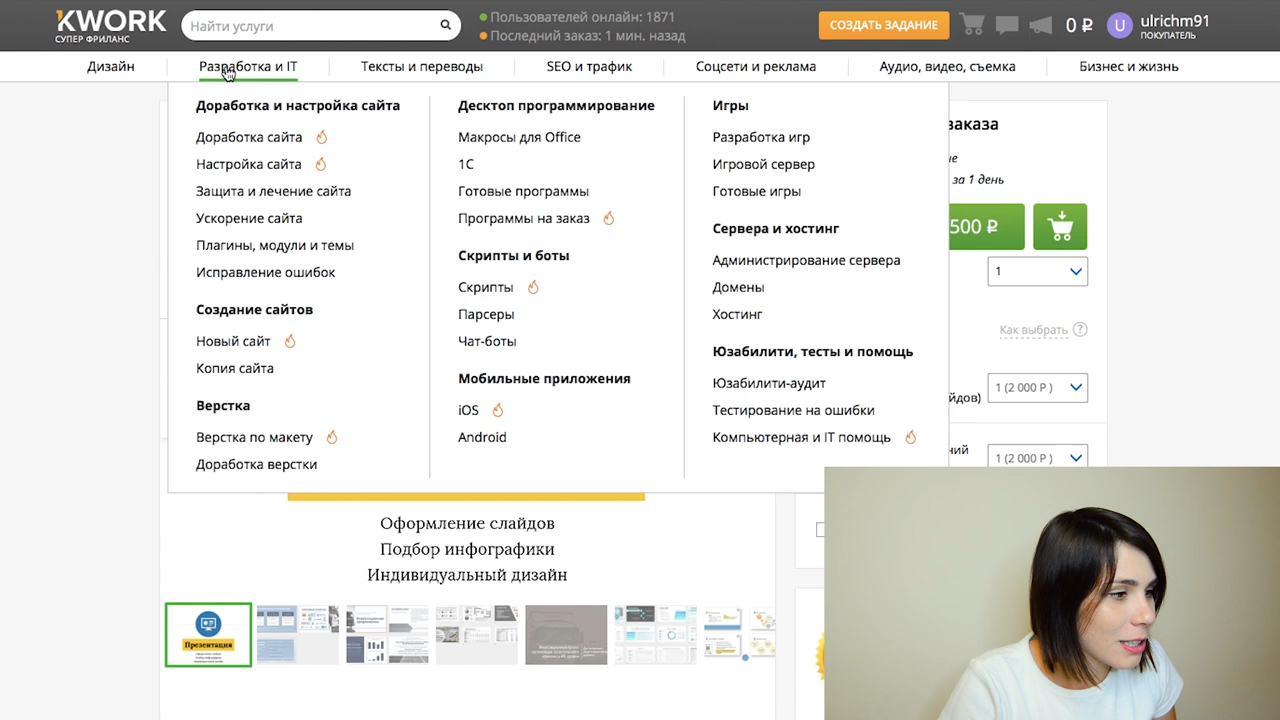 KWORK
СУПЕР ФРИЛАНС
Найти услуги
Пользователей онлайн: 1871
Последний заказ: 1 мин. назад
СОЗДАТЬ ЗАДАНИЕ
0 ₽
U
ulrichm91
ПОКУПАТЕЛЬ
Дизайн
Разработка и IT
Тексты и переводы
SEO и трафик
Соцсети и реклама
Аудио, видео, съемка
Бизнес и жизнь
Доработка и настройка сайта
Доработка сайта
Настройка сайта
Защита и лечение сайта
Ускорение сайта
Плагины, модули и темы
Исправление ошибок
Создание сайтов
Новый сайт
Копия сайта
Верстка
Верстка по макету
Доработка верстки
Десктоп программирование
Макросы для Office
1С
Готовые программы
Программы на заказ
Скрипты и боты
Скрипты
Парсеры
Чат-боты
Мобильные приложения
iOS
Android
Игры
Разработка игр
Игровой сервер
Готовые игры
Сервера и хостинг
Администрирование сервера
Домены
Хостинг
Юзабилити, тесты и помощь
Юзабилити-аудит
Тестирование на ошибки
Компьютерная и IT помощь
заказа
за 1 день
500 ₽
1
Как выбрать ?
йдов)
1 (2 000 Р )
ний
1 (2 000 Р )
Оформление слайдов
Подбор инфографики
Индивидуальный дизайн
Презентация